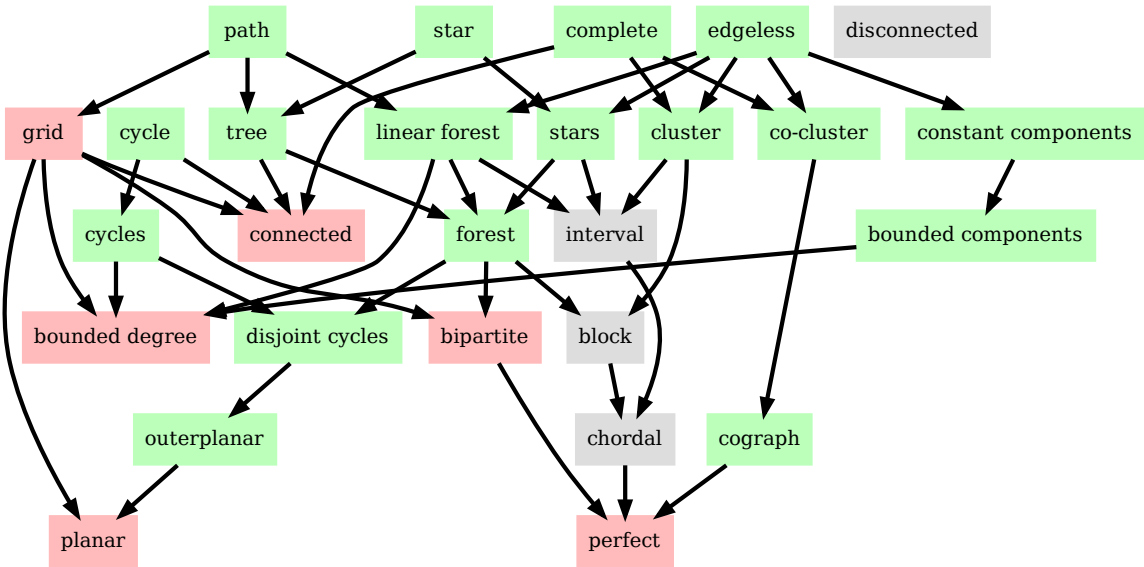 path
star
complete
edgeless
disconnected
grid
cycle
tree
linear forest
stars
cluster
co-cluster
constant components
cycles
connected
forest
interval
bounded components
bounded degree
disjoint cycles
bipartite
block
outerplanar
chordal
cograph
planar
perfect